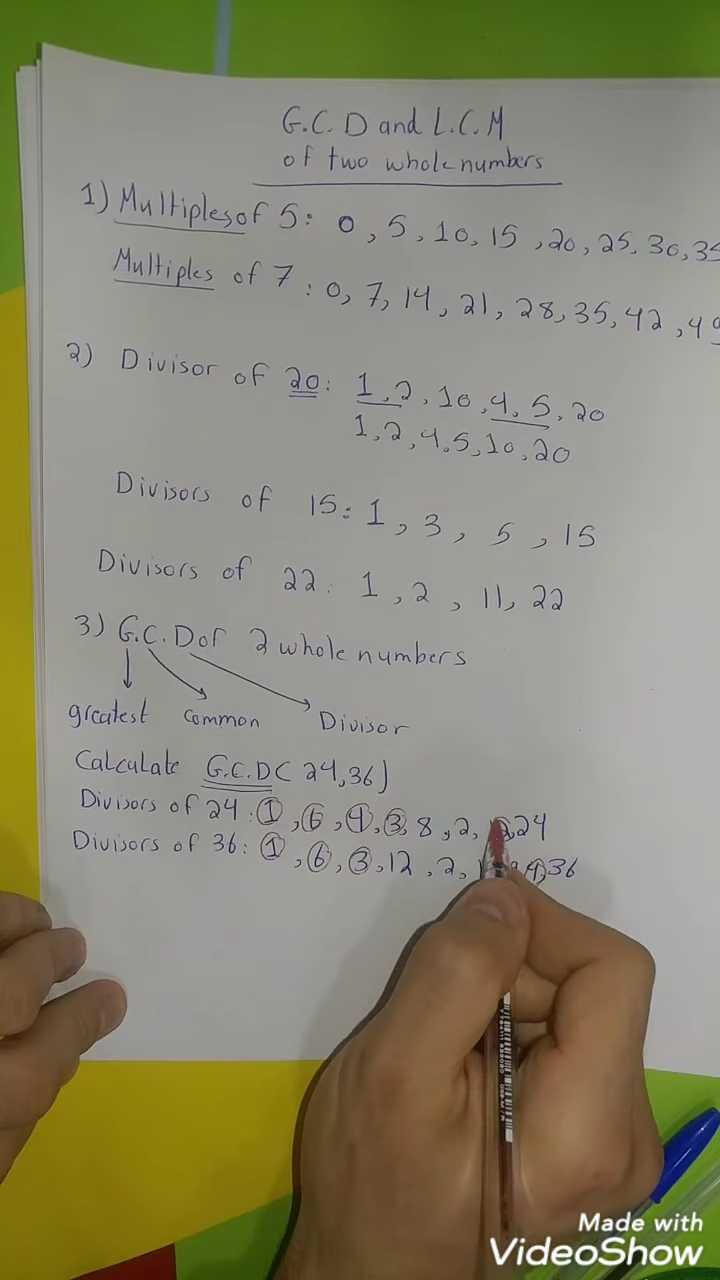 G.C.D and L.C.M
of two whole numbers
1) Multiples of 5: 0, 5, 10, 15, 20, 25, 30, 35
Multiples of 7: 0, 7, 14, 21, 28, 35, 42, 49
2) Divisor of 20: 1, 2, 10, 4, 5, 20
1, 2, 4, 5, 10, 20
Divisors of 15: 1, 3, 5, 15
Divisors of 22: 1, 2, 11, 22
3) G.C.D of 2 whole numbers
greatest common Divisor
Calculate G.C.D( 24, 36)
Divisors of 24: 1, 6, 4, 3, 8, 2, 24
Divisors of 36: 1, 6, 3, 12, 2, 4, 36
Made with
VideoShow